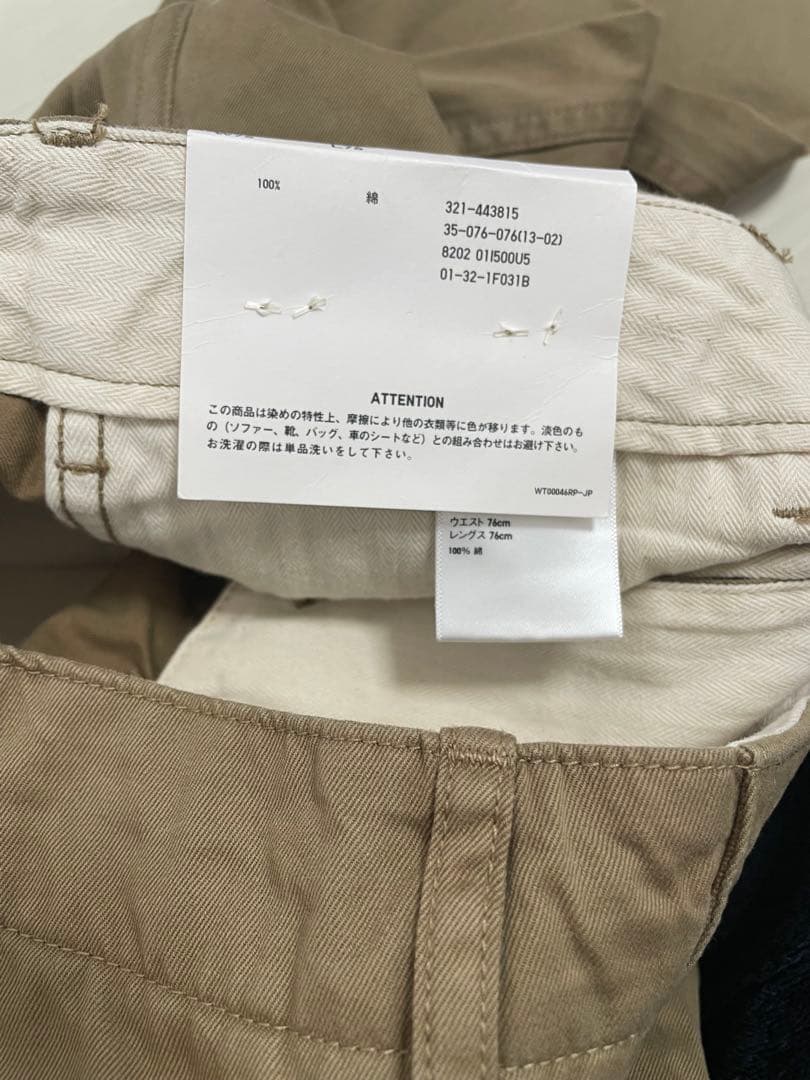 100%
綿
321-443815
35-076-076(13-02)
8202 01I500U5
01-32-1F031B
ATTENTION
この商品は染めの特性上、摩擦により他の衣類等に色が移ります。淡色のも
の（ソファー、靴、バッグ、車のシートなど）との組み合わせはお避け下さい。
お洗濯の際は単品洗いをして下さい。
WT00046RP-JP
ウエスト 76cm
レングス 76cm
100% 綿